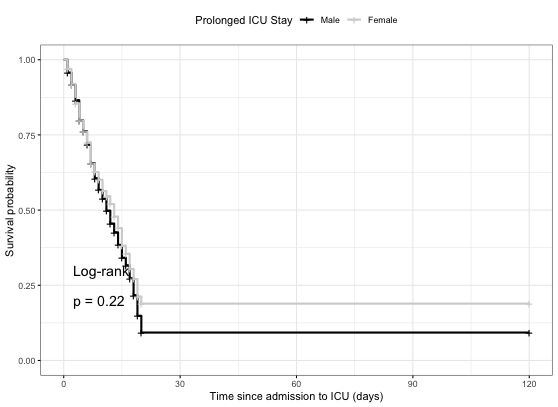 Prolonged ICU Stay Male Female
Survival probability
1.00
0.75
0.50
0.25
0.00
Log-rank
p = 0.22
0 30 60 90 120
Time since admission to ICU (days)